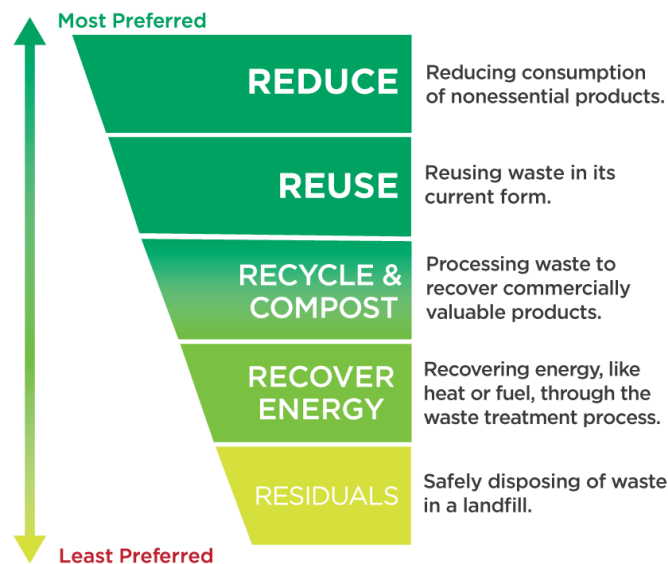 Most Preferred
REDUCE
Reducing consumption
of nonessential products.
REUSE
Reusing waste in its
current form.
RECYCLE &
COMPOST
Processing waste to
recover commercially
valuable products.
RECOVER
ENERGY
Recovering energy, like
heat or fuel, through the
waste treatment process.
RESIDUALS
Safely disposing of waste
in a landfill.
Least Preferred